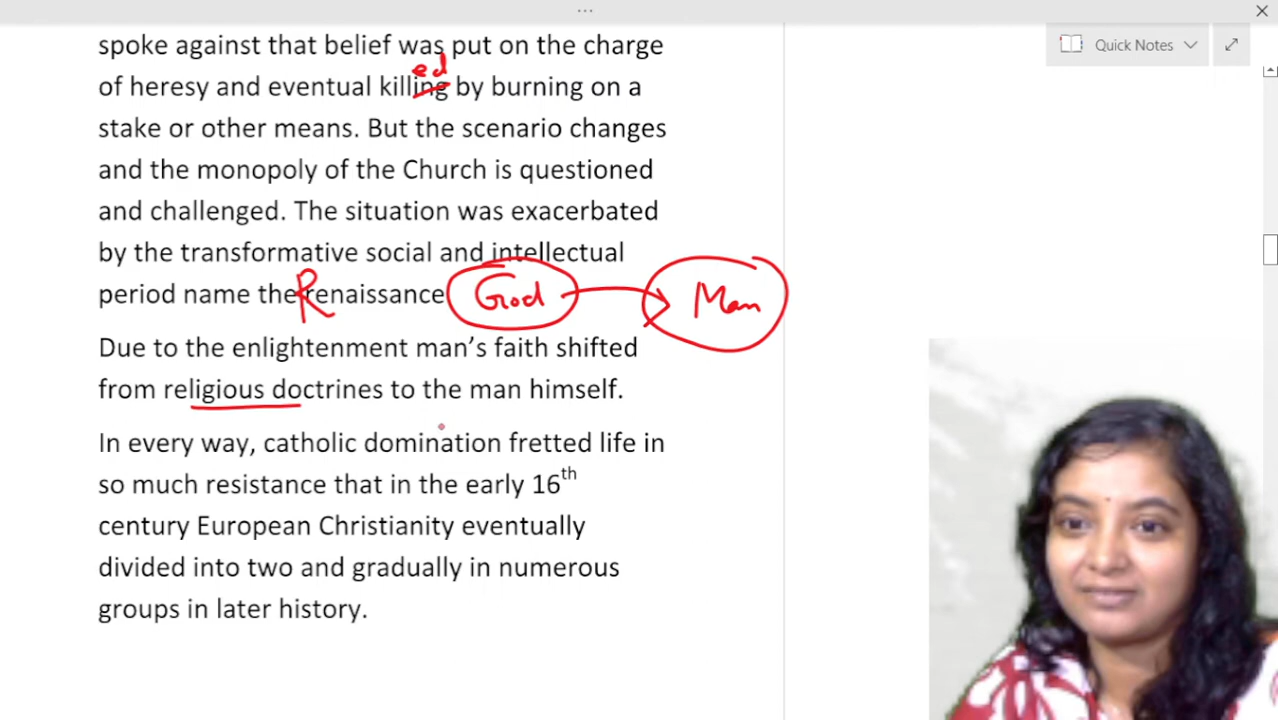 Quick Notes
spoke against that belief was put on the charge
ed
of heresy and eventual killing by burning on a
stake or other means. But the scenario changes
and the monopoly of the Church is questioned
and challenged. The situation was exacerbated
by the transformative social and intellectual
period name the renaissance
R
God Man
Due to the enlightenment man's faith shifted
from religious doctrines to the man himself.
In every way, catholic domination fretted life in
so much resistance that in the early 16th
century European Christianity eventually
divided into two and gradually in numerous
groups in later history.